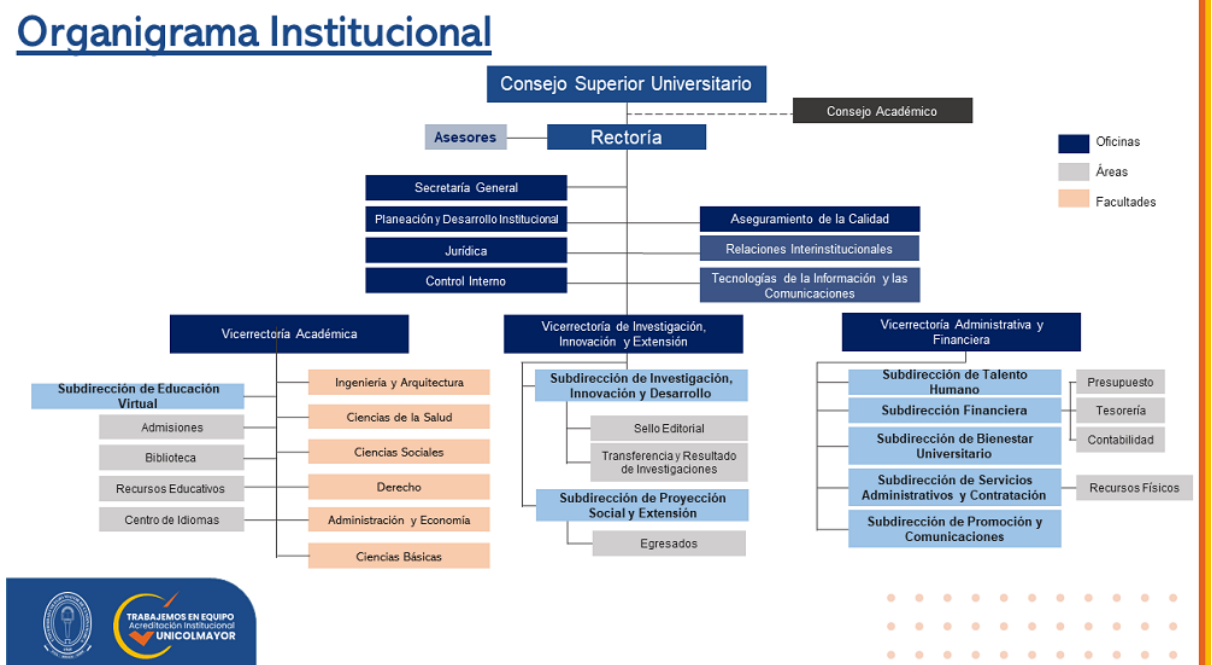 Organigrama Institucional
Consejo Superior Universitario
Consejo Académico
Asesores
Rectoría
Oficinas
Áreas
Facultades
Secretaría General
Planeación y Desarrollo Institucional
Aseguramiento de la Calidad
Jurídica
Relaciones Interinstitucionales
Control Interno
Tecnologías de la Información y las
Comunicaciones
Vicerrectoría Académica
Subdirección de Educación
Virtual
Admisiones
Biblioteca
Recursos Educativos
Centro de Idiomas
Ingeniería y Arquitectura
Ciencias de la Salud
Ciencias Sociales
Derecho
Administración y Economía
Ciencias Básicas
Vicerrectoría de Investigación,
Innovación y Extensión
Subdirección de Investigación,
Innovación y Desarrollo
Sello Editorial
Transferencia y Resultado
de Investigaciones
Subdirección de Proyección
Social y Extensión
Egresados
Vicerrectoría Administrativa y
Financiera
Subdirección de Talento
Humano
Subdirección Financiera
Presupuesto
Tesorería
Contabilidad
Subdirección de Bienestar
Universitario
Subdirección de Servicios
Administrativos y Contratación
Recursos Físicos
Subdirección de Promoción y
Comunicaciones
TRABAJEMOS EN EQUIPO
Acreditación Institucional
UNICOLMAYOR